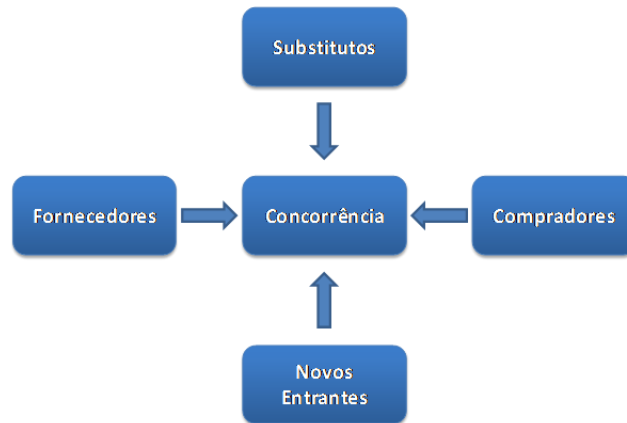 Substitutos
Fornecedores
Concorrência
Compradores
Novos
Entrantes